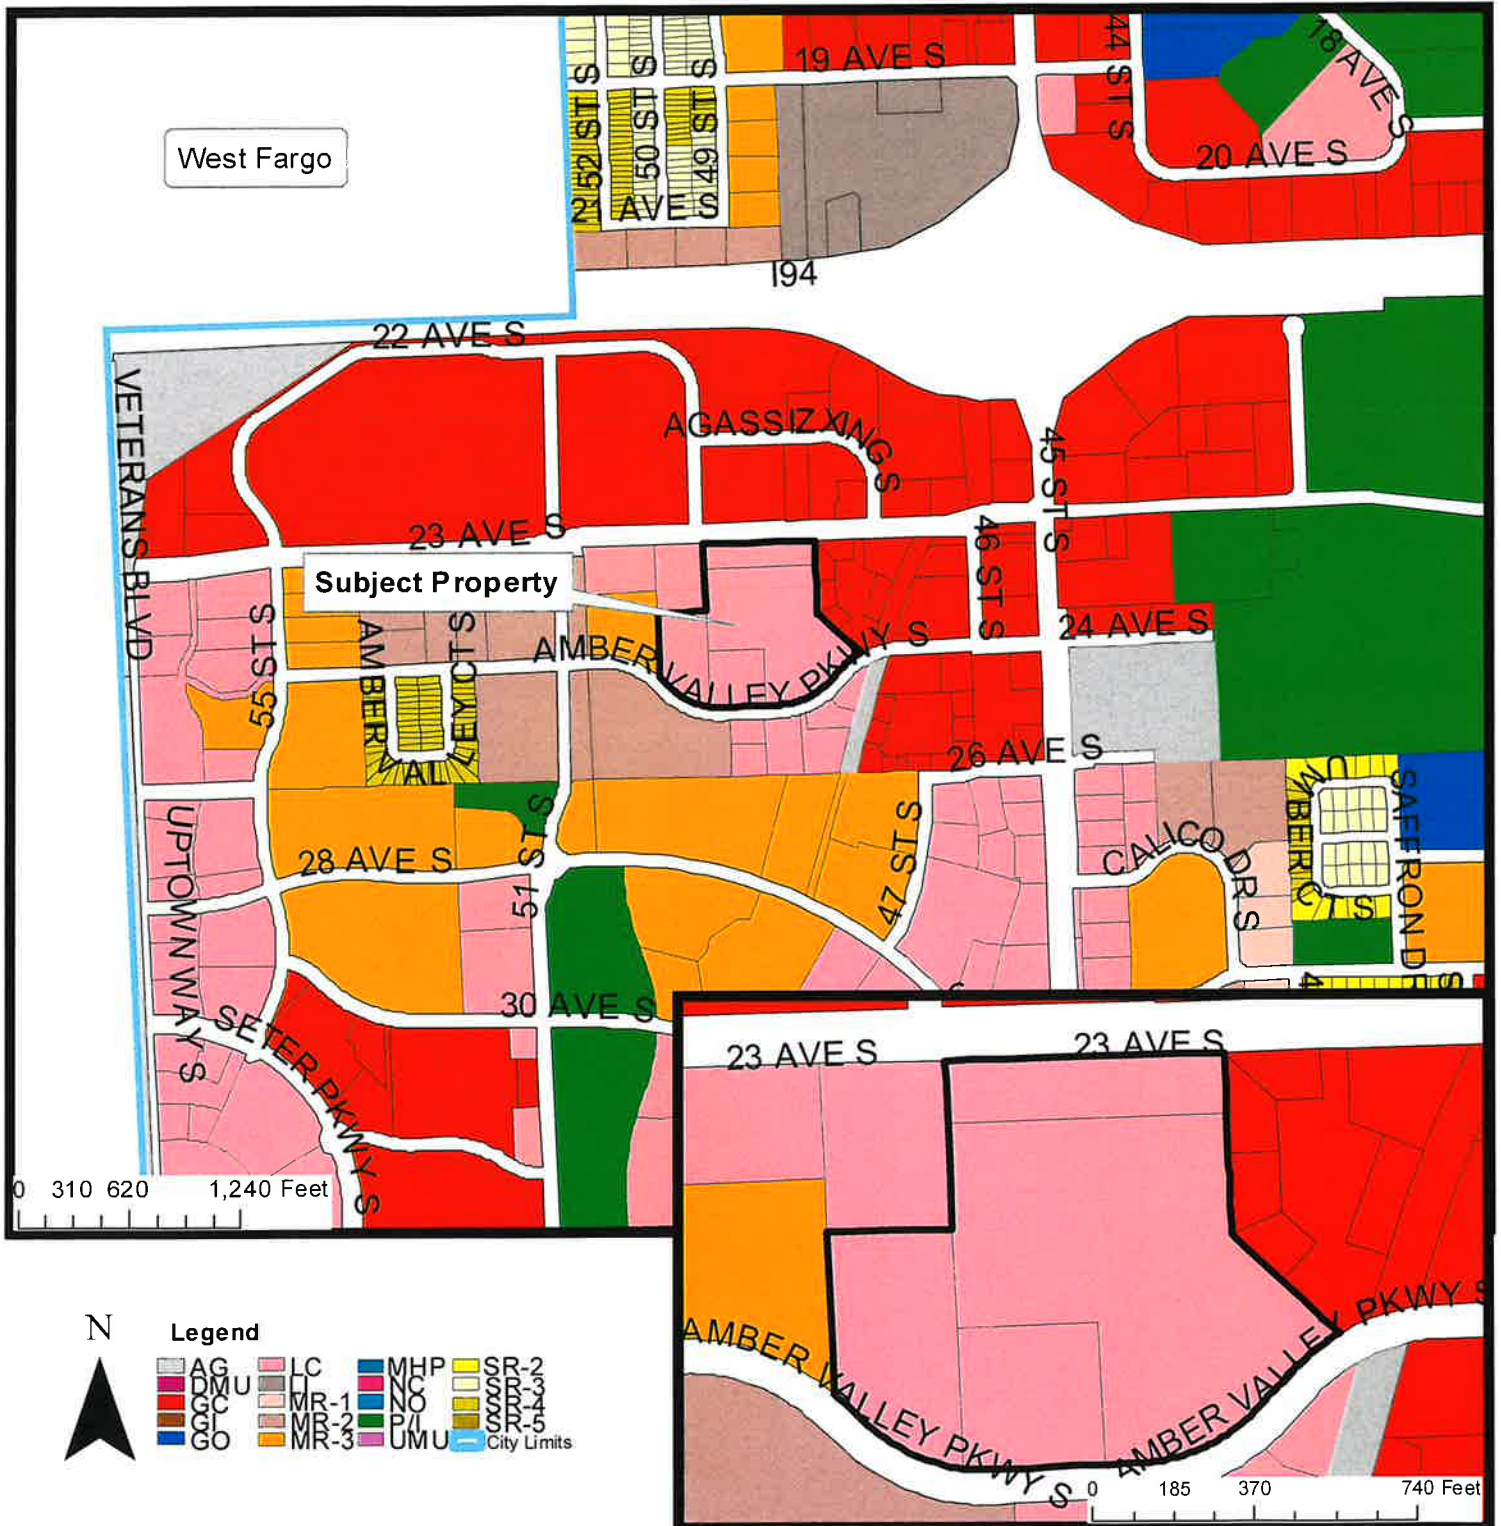 19 AVE S
44 ST S
18 AVE S
52 ST S
50 ST S
49 ST S
West Fargo
20 AVE S
2 AVE S
I94
22 AVE S
VETERANS BLVD
AGASSIZ XING S
45 ST S
23 AVE S
46 ST S
Subject Property
55 ST S
AMBER VALLEY CT S
AMBER VALLEY PKWY S
24 AVE S
26 AVE S
UMBER CT S
SAFFRON DR S
UPTOWN WAY S
28 AVE S
51 ST S
47 ST S
CALICO DR S
30 AVE S
4
SETER PKWY S
0 310 620 1,240 Feet
23 AVE S
23 AVE S
AMBER VALLEY PKWY S
AMBER VALLEY PKWY S
0 185 370 740 Feet
N
Legend
AG
DMU
GC
GI
GO
LC
LI
MR-1
MR-2
MR-3
MHP
NC
NO
P/I
UMU
SR-2
SR-3
SR-4
SR-5
City Limits